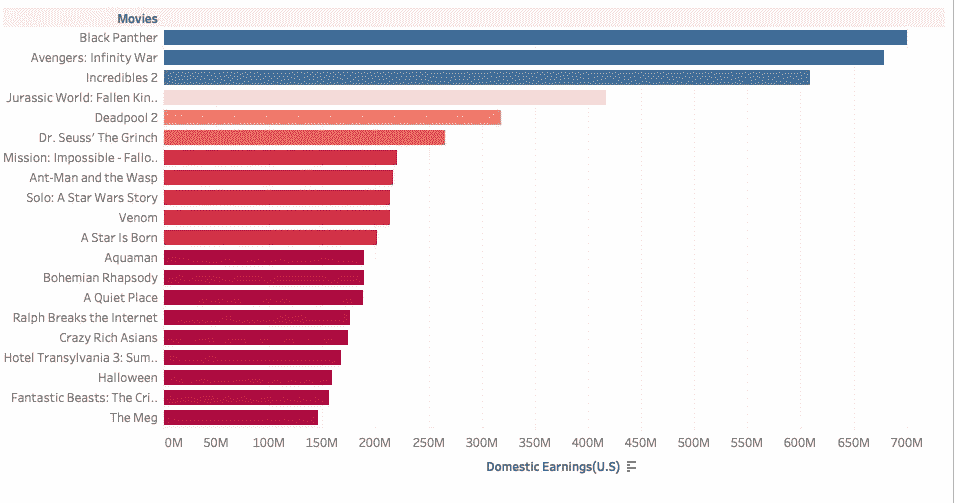 Movies
Black Panther
Avengers: Infinity War
Incredibles 2
Jurassic World: Fallen Kin..
Deadpool 2
Dr. Seuss’ The Grinch
Mission: Impossible - Fallo..
Ant-Man and the Wasp
Solo: A Star Wars Story
Venom
A Star Is Born
Aquaman
Bohemian Rhapsody
A Quiet Place
Ralph Breaks the Internet
Crazy Rich Asians
Hotel Transylvania 3: Sum..
Halloween
Fantastic Beasts: The Cri..
The Meg
0M 50M 100M 150M 200M 250M 300M 350M 400M 450M 500M 550M 600M 650M 700M
Domestic Earnings(U.S)